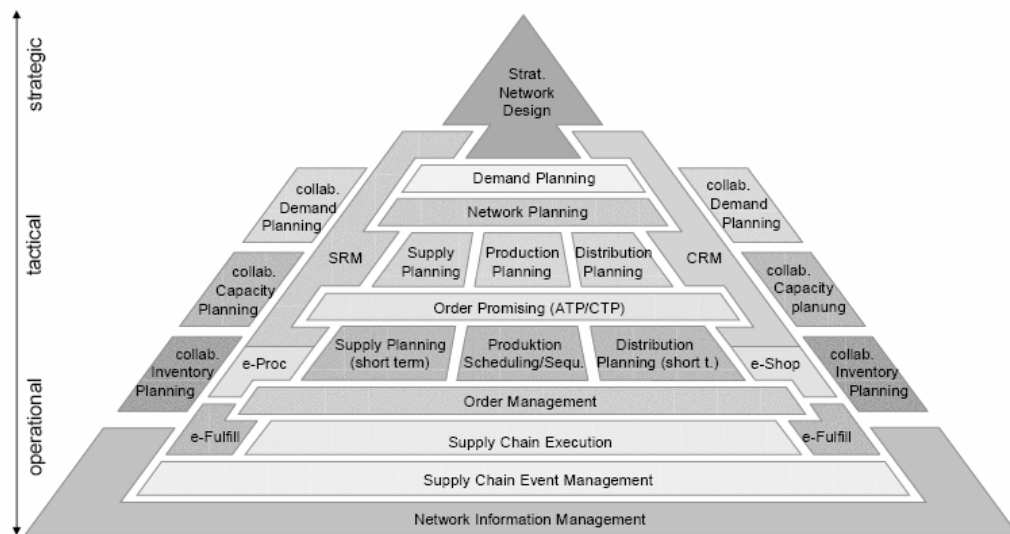 strategic
tactical
operational
Strat.
Network
Design
Demand Planning
Network Planning
collab.
Demand
Planning
collab.
Demand
Planning
SRM
Supply
Planning
Production
Planning
Distribution
Planning
CRM
collab.
Capacity
Planning
collab.
Capacity
planung
Order Promising (ATP/CTP)
collab.
Inventory
Planning
e-Proc
Supply Planning
(short term)
Produktion
Scheduling/Sequ.
Distribution
Planning (short t.)
e-Shop
collab.
Inventory
Planning
Order Management
e-Fulfill
Supply Chain Execution
e-Fulfill
Supply Chain Event Management
Network Information Management